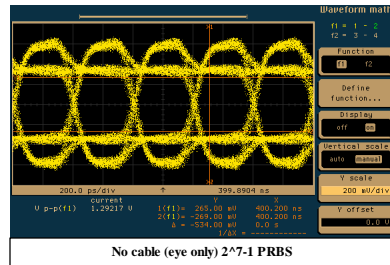 Waveform math
f1 = 1 - 2
f2 = 3 - 4
Function
f1 f2
Define
function...
Display
off on
Vertical scale
auto manual
Y scale
200 mV/div
Y offset
0.0 V
x1
x2
200.0 ps/div ↑ 399.8904 ns
current Y X
V p-p(f1) 1.29217 V 1(f1)= 265.00 mV 400.200 ns
2(f1)= -269.00 mV 400.200 ns
Δ = -534.00 mV 0.0 s
1/ΔX = ------------
No cable (eye only) 2^7-1 PRBS